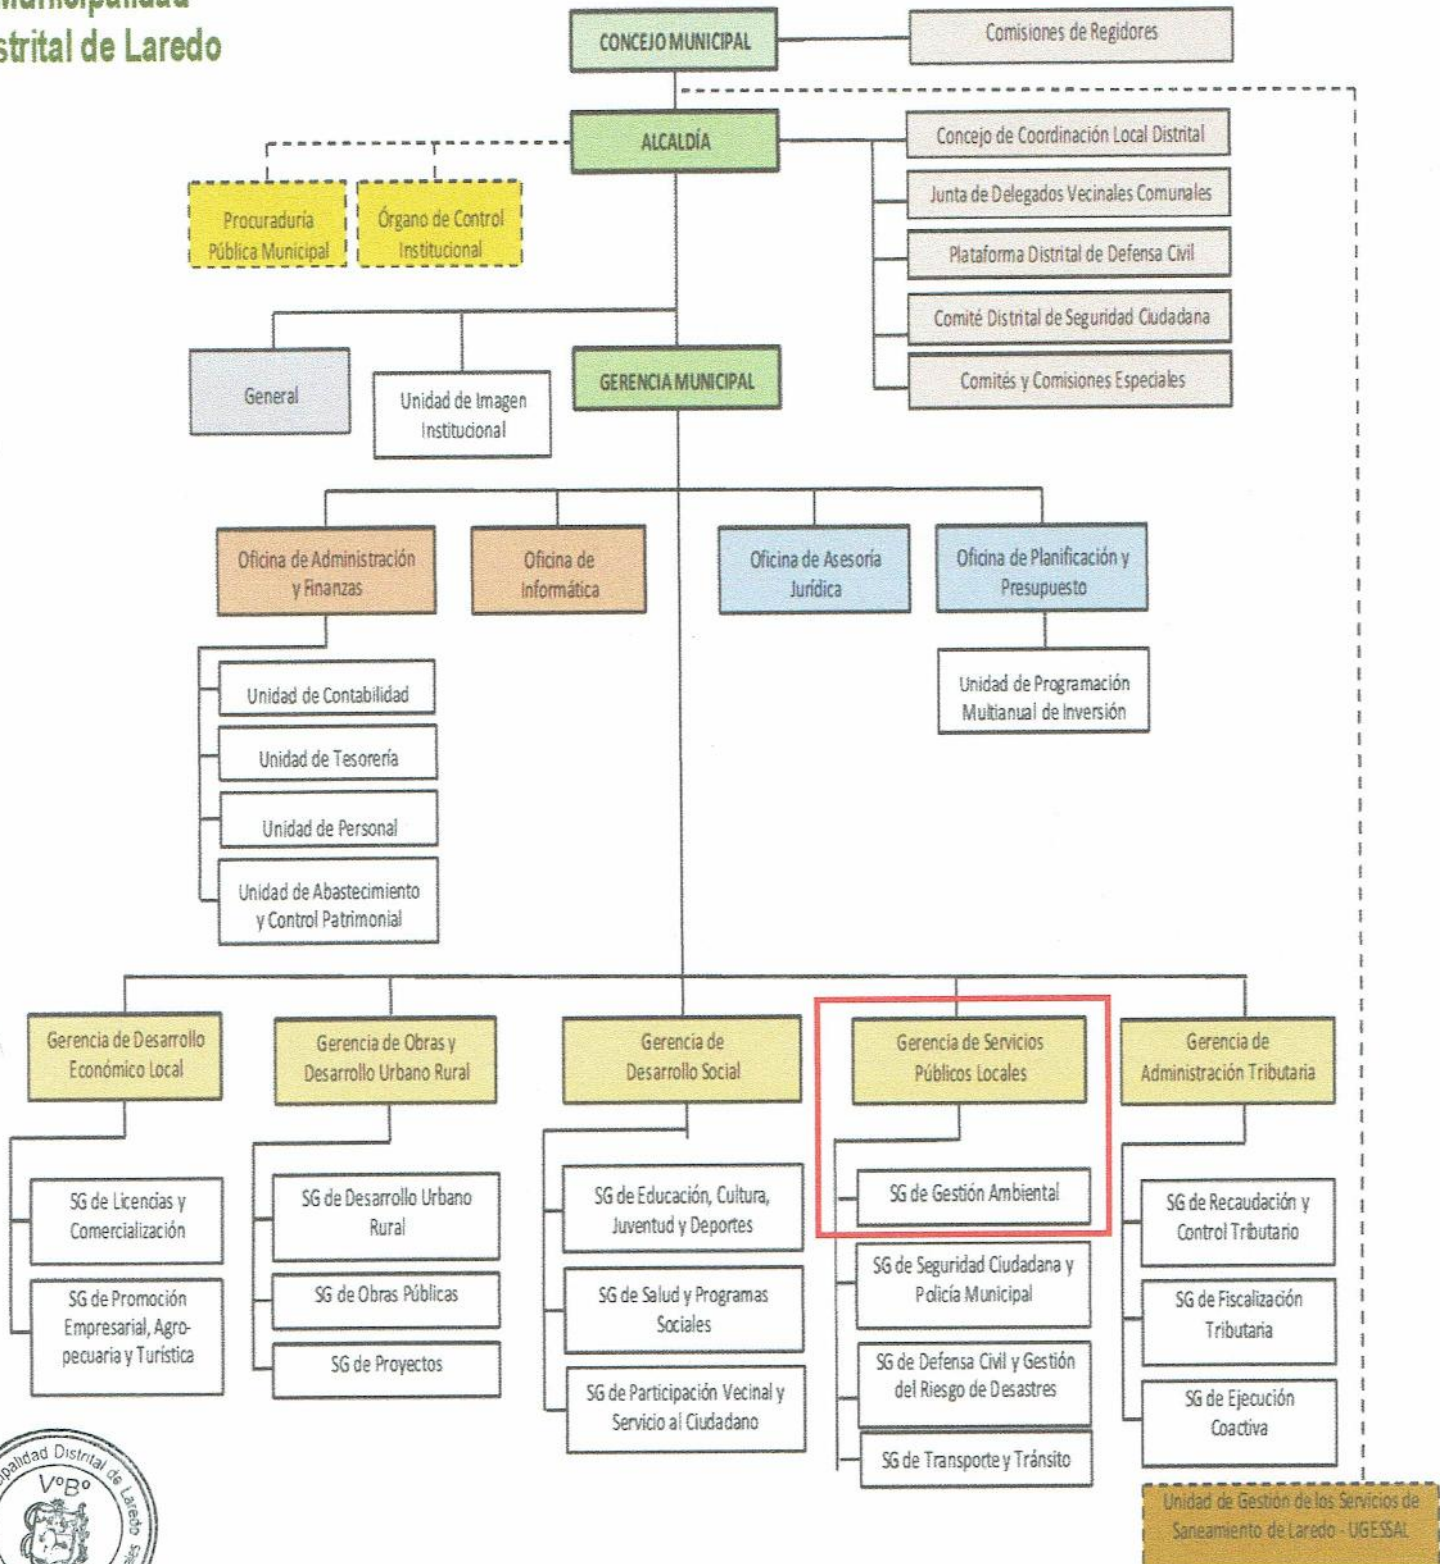 Municipalidad
strital de Laredo
CONCEJO MUNICIPAL
Comisiones de Regidores
ALCALDÍA
Concejo de Coordinación Local Distrital
Junta de Delegados Vecinales Comunales
Plataforma Distrital de Defensa Civil
Comité Distrital de Seguridad Ciudadana
Comités y Comisiones Especiales
Procuraduría
Pública Municipal
Órgano de Control
Institucional
General
Unidad de Imagen
Institucional
GERENCIA MUNICIPAL
Oficina de Administración
y Finanzas
Oficina de
Informática
Oficina de Asesoría
Jurídica
Oficina de Planificación y
Presupuesto
Unidad de Contabilidad
Unidad de Tesorería
Unidad de Personal
Unidad de Abastecimiento
y Control Patrimonial
Unidad de Programación
Multianual de Inversión
Gerencia de Desarrollo
Económico Local
SG de Licencias y
Comercialización
SG de Promoción
Empresarial, Agro-
pecuaria y Turística
Gerencia de Obras y
Desarrollo Urbano Rural
SG de Desarrollo Urbano
Rural
SG de Obras Públicas
SG de Proyectos
Gerencia de
Desarrollo Social
SG de Educación, Cultura,
Juventud y Deportes
SG de Salud y Programas
Sociales
SG de Participación Vecinal y
Servicio al Ciudadano
Gerencia de Servicios
Públicos Locales
SG de Gestión Ambiental
SG de Seguridad Ciudadana y
Policía Municipal
SG de Defensa Civil y Gestión
del Riesgo de Desastres
SG de Transporte y Tránsito
Gerencia de
Administración Tributaria
SG de Recaudación y
Control Tributario
SG de Fiscalización
Tributaria
SG de Ejecución
Coactiva
Unidad de Gestión de los Servicios de
Saneamiento de Laredo - UGESSAL
palidad Distrital de Laredo
VºBº